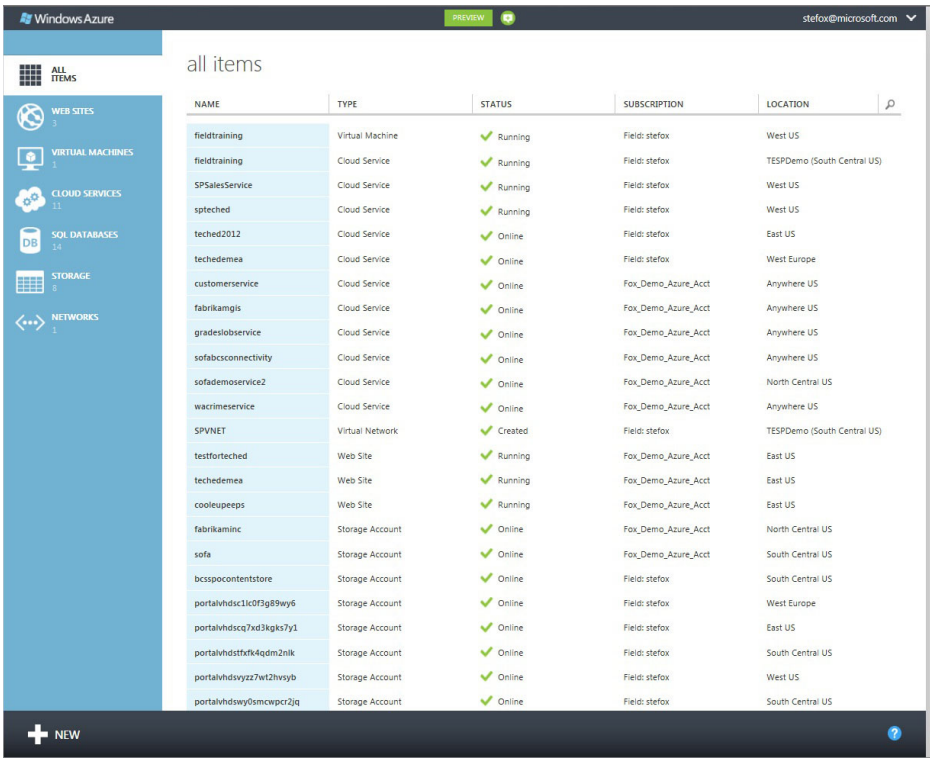 Windows Azure PREVIEW stefox@microsoft.com
ALL
ITEMS
WEB SITES
3
VIRTUAL MACHINES
1
CLOUD SERVICES
11
DB
SQL DATABASES
14
STORAGE
8
NETWORKS
1
all items
NAME TYPE STATUS SUBSCRIPTION LOCATION
fieldtraining Virtual Machine Running Field: stefox West US
fieldtraining Cloud Service Running Field: stefox TESPDemo (South Central US)
SPSalesService Cloud Service Running Field: stefox West US
spteched Cloud Service Running Field: stefox West US
teched2012 Cloud Service Online Field: stefox East US
techedemea Cloud Service Online Field: stefox West Europe
customerservice Cloud Service Online Fox_Demo_Azure_Acct Anywhere US
fabrikamgis Cloud Service Online Fox_Demo_Azure_Acct Anywhere US
gradeslobservice Cloud Service Online Fox_Demo_Azure_Acct Anywhere US
sofabcsconnectivity Cloud Service Online Fox_Demo_Azure_Acct Anywhere US
sofademoservice2 Cloud Service Online Fox_Demo_Azure_Acct North Central US
wacrimeservice Cloud Service Online Fox_Demo_Azure_Acct Anywhere US
SPVNET Virtual Network Created Field: stefox TESPDemo (South Central US)
testforteched Web Site Running Fox_Demo_Azure_Acct East US
techedemea Web Site Running Fox_Demo_Azure_Acct East US
cooleupeeps Web Site Running Fox_Demo_Azure_Acct East US
fabrikaminc Storage Account Online Fox_Demo_Azure_Acct North Central US
sofa Storage Account Online Fox_Demo_Azure_Acct South Central US
bcsspocontentstore Storage Account Online Field: stefox South Central US
portalvhdsc1lc0f3g89wy6 Storage Account Online Field: stefox West Europe
portalvhdscq7xd3kgks7y1 Storage Account Online Field: stefox East US
portalvhdstfxfk4qdm2nlk Storage Account Online Field: stefox South Central US
portalvhdsvyzz7wt2hvsyb Storage Account Online Field: stefox West US
portalvhdswy0smcwpcr2jq Storage Account Online Field: stefox South Central US
NEW ?